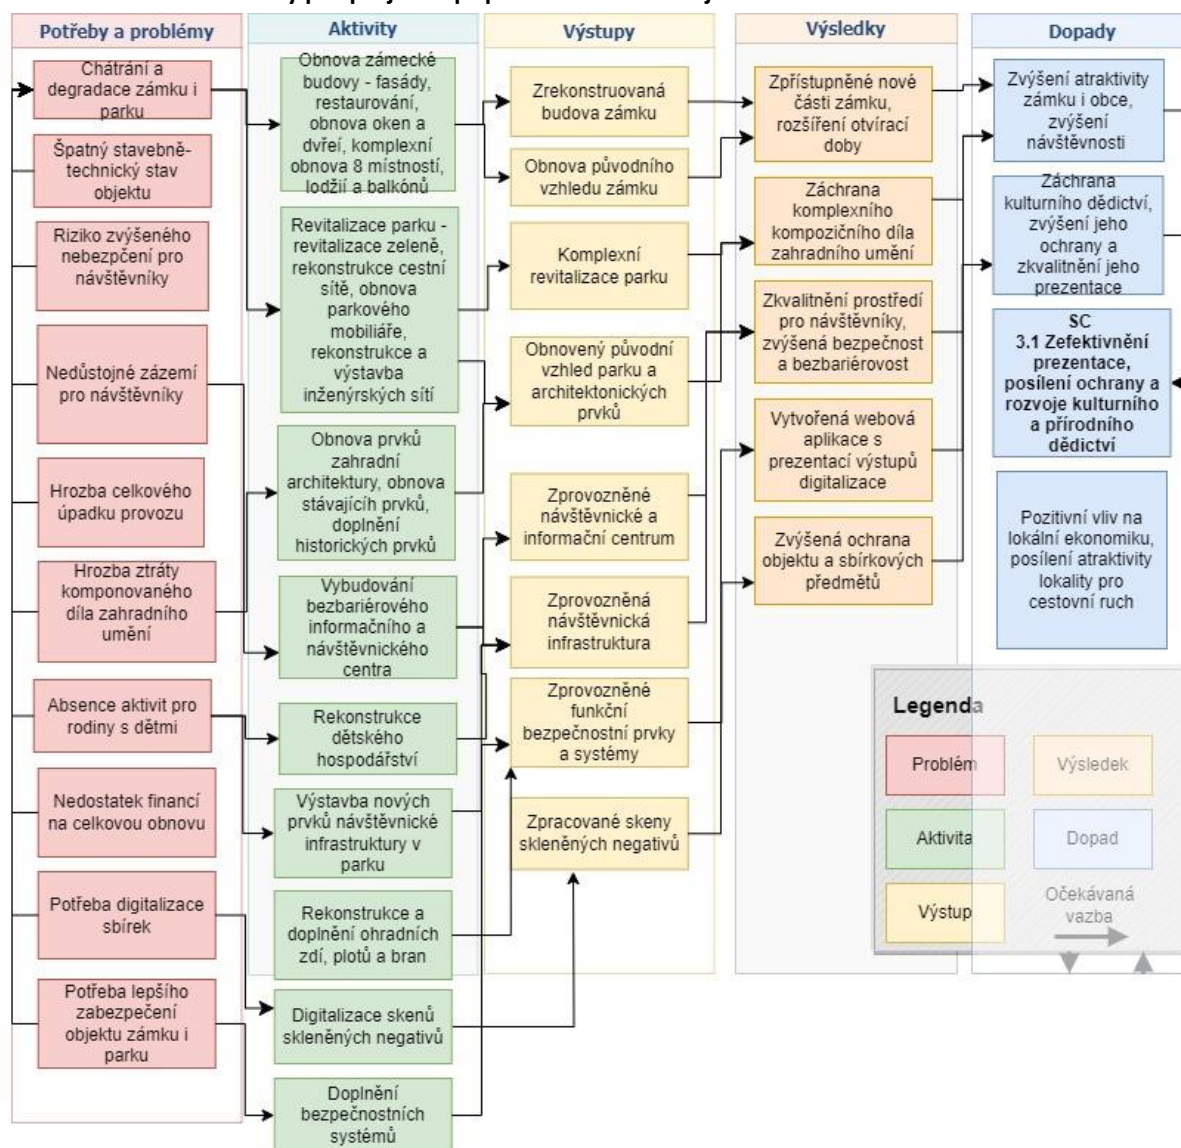 Potřeby a problémy
Chátrání a
degradace zámku i
parku
Špatný stavebně-
technický stav
objektu
Riziko zvýšeného
nebezpčení pro
návštěvníky
Nedůstojné zázemí
pro návštěvníky
Hrozba celkového
úpadku provozu
Hrozba ztráty
komponovaného
díla zahradního
umění
Absence aktivit pro
rodiny s dětmi
Nedostatek financí
na celkovou obnovu
Potřeba digitalizace
sbírek
Potřeba lepšího
zabezpečení
objektu zámku i
parku
Aktivity
Obnova zámecké
budovy - fasády,
restaurování,
obnova oken a
dvřeí, komplexní
obnova 8 místností,
lodžií a balkónů
Revitalizace parku -
revitalizace zeleně,
rekonstrukce cestní
sítě, obnova
parkového
mobiliáře,
rekonstrukce a
výstavba
inženýrských sítí
Obnova prvků
zahradní
architektury, obnova
stávajícíh prvků,
doplnění
historických prvků
Vybudování
bezbariérového
informačního a
návštěvnického
centra
Rekonstrukce
dětského
hospodářství
Výstavba nových
prvků návštěvnické
infrastruktury v
parku
Rekonstrukce a
doplnění ohradních
zdí, plotů a bran
Digitalizace skenů
skleněných negativů
Doplnění
bezpečnostních
systémů
Výstupy
Zrekonstruovaná
budova zámku
Obnova původního
vzhledu zámku
Komplexní
revitalizace parku
Obnovený původní
vzhled parku a
architektonických
prvků
Zprovozněné
návštěvnické a
informační centrum
Zprovozněná
návštěvnická
infrastruktura
Zprovozněné
funkční
bezpečnostní prvky
a systémy
Zpracované skeny
skleněných negativů
Výsledky
Zpřístupněné nové
části zámku,
rozšíření otvírací
doby
Záchrana
komplexního
kompozičního díla
zahradního umění
Zkvalitnění prostředí
pro návštěvníky,
zvýšená bezpečnost
a bezbariérovost
Vytvořená webová
aplikace s
prezentací výstupů
digitalizace
Zvýšená ochrana
objektu a sbírkových
předmětů
Dopady
Zvýšení atraktivity
zámku i obce,
zvýšení
návštěvnosti
Záchrana
kulturního dědictví,
zvýšení jeho
ochrany a
zkvalitnění jeho
prezentace
SC
3.1 Zefektivnění
prezentace,
posílení ochrany a
rozvoje kulturního
a přírodního
dědictví
Pozitivní vliv na
lokální ekonomiku,
posílení atraktivity
lokality pro
cestovní ruch
Legenda
Problém
Výsledek
Aktivita
Dopad
Výstup
Očekávaná
vazba